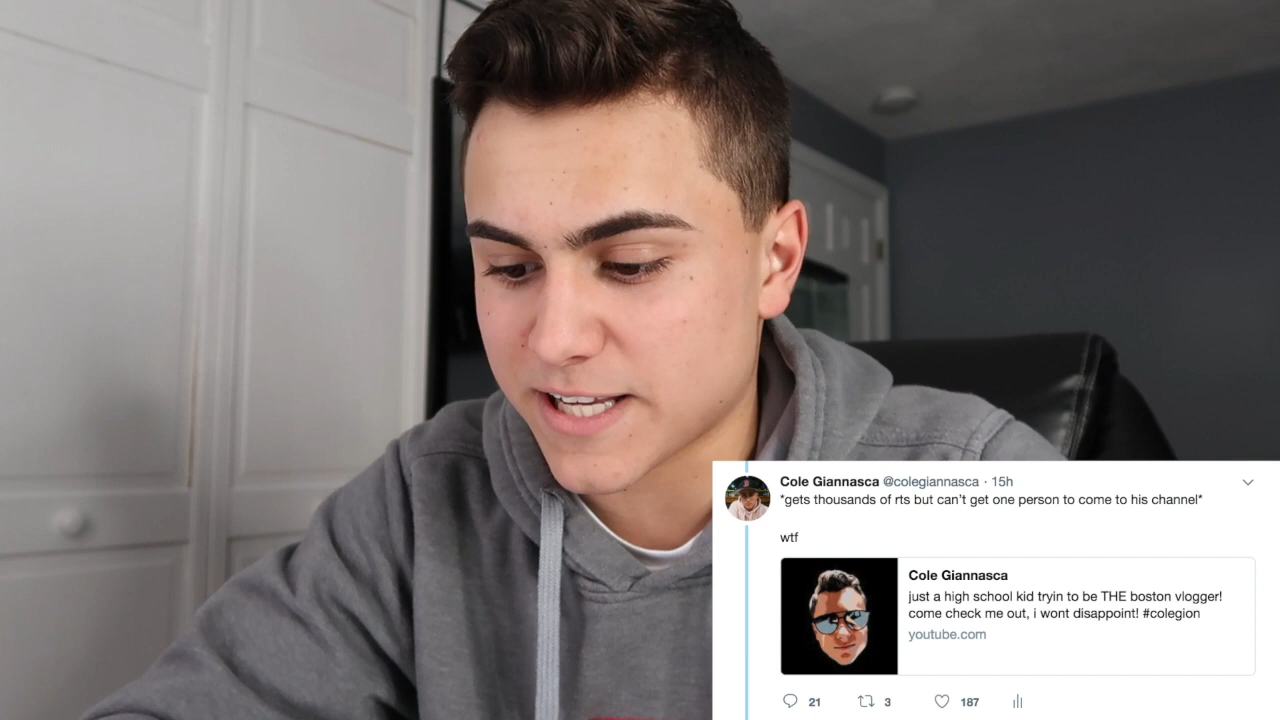 Cole Giannasca @colegiannasca · 15h
*gets thousands of rts but can't get one person to come to his channel*
wtf
Cole Giannasca
just a high school kid tryin to be THE boston vlogger!
come check me out, i wont disappoint! #colegion
youtube.com
21 3 187